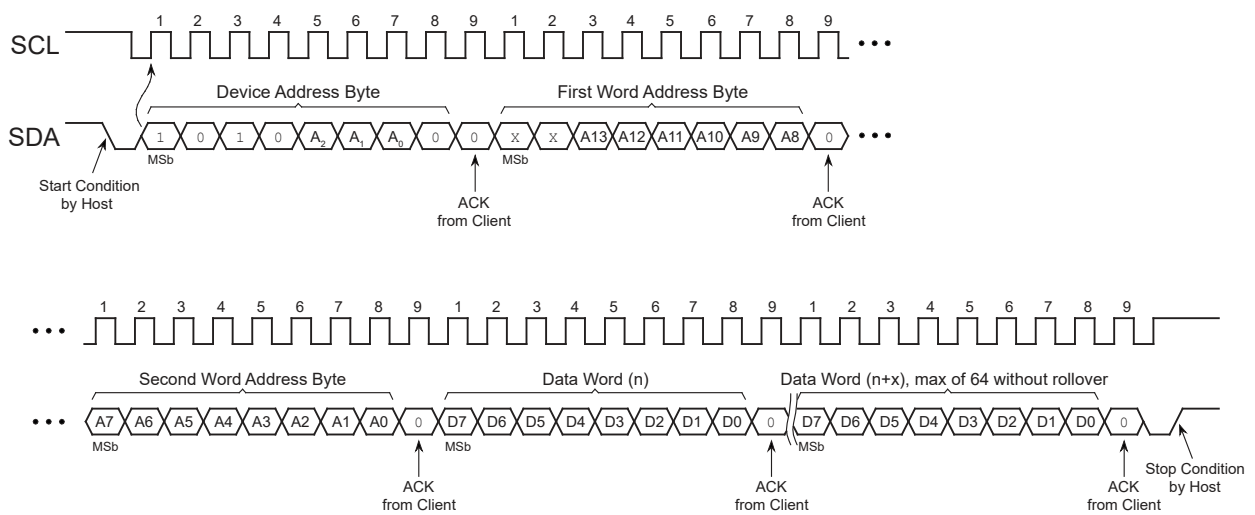 1 2 3 4 5 6 7 8 9 1 2 3 4 5 6 7 8 9
SCL
Device Address Byte First Word Address Byte
SDA 1 0 1 0 A2 A1 A0 0 0 X X A13 A12 A11 A10 A9 A8 0
MSb MSb
Start Condition
by Host
ACK
from Client
ACK
from Client
1 2 3 4 5 6 7 8 9 1 2 3 4 5 6 7 8 9 1 2 3 4 5 6 7 8 9
Second Word Address Byte Data Word (n) Data Word (n+x), max of 64 without rollover
A7 A6 A5 A4 A3 A2 A1 A0 0 D7 D6 D5 D4 D3 D2 D1 D0 0 D7 D6 D5 D4 D3 D2 D1 D0 0
MSb MSb MSb
Stop Condition
by Host
ACK
from Client
ACK
from Client
ACK
from Client